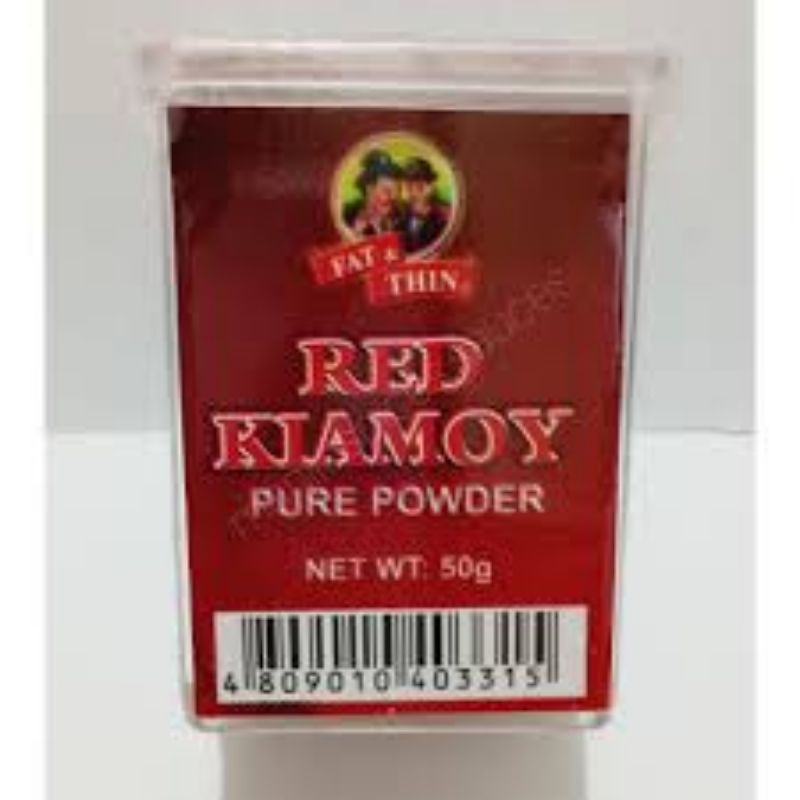 FAT &
THIN
RED
KIAMOY
PURE POWDER
NET WT: 50g
4 809010 403315